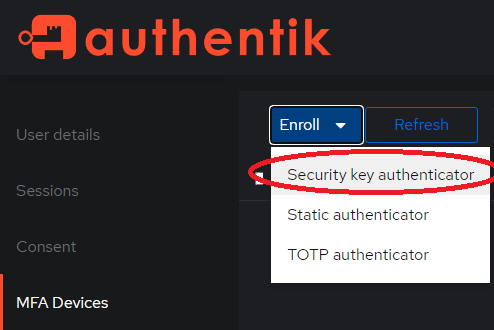 authentik
User details
Sessions
Consent
MFA Devices
Enroll
Refresh
Security key authenticator
Static authenticator
TOTP authenticator